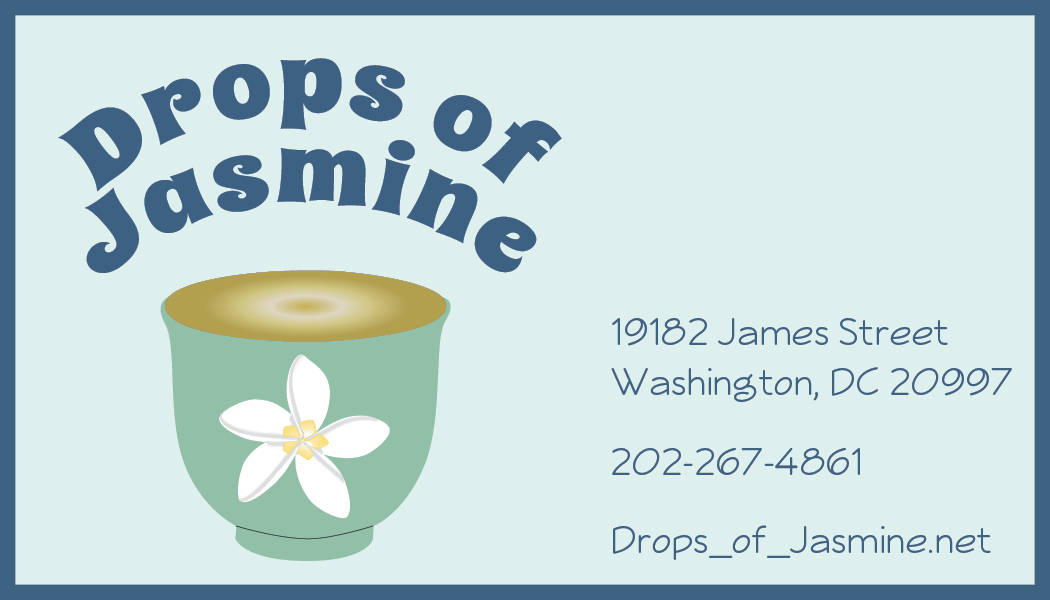 Drops of
Jasmine
19182 James Street
Washington, DC 20997
202-267-4861
Drops_of_Jasmine.net